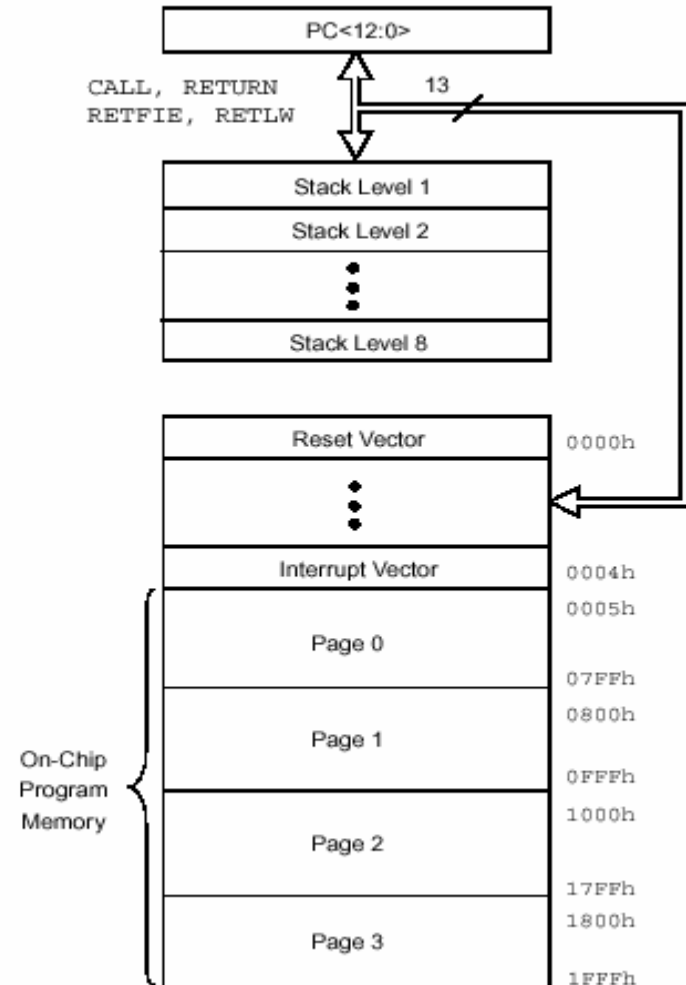 PC<12:0>
CALL, RETURN
RETFIE, RETLW
13
Stack Level 1
Stack Level 2
Stack Level 8
Reset Vector
0000h
Interrupt Vector
0004h
0005h
Page 0
07FFh
0800h
Page 1
0FFFh
On-Chip
Program
Memory
1000h
Page 2
17FFh
1800h
Page 3
1FFFh